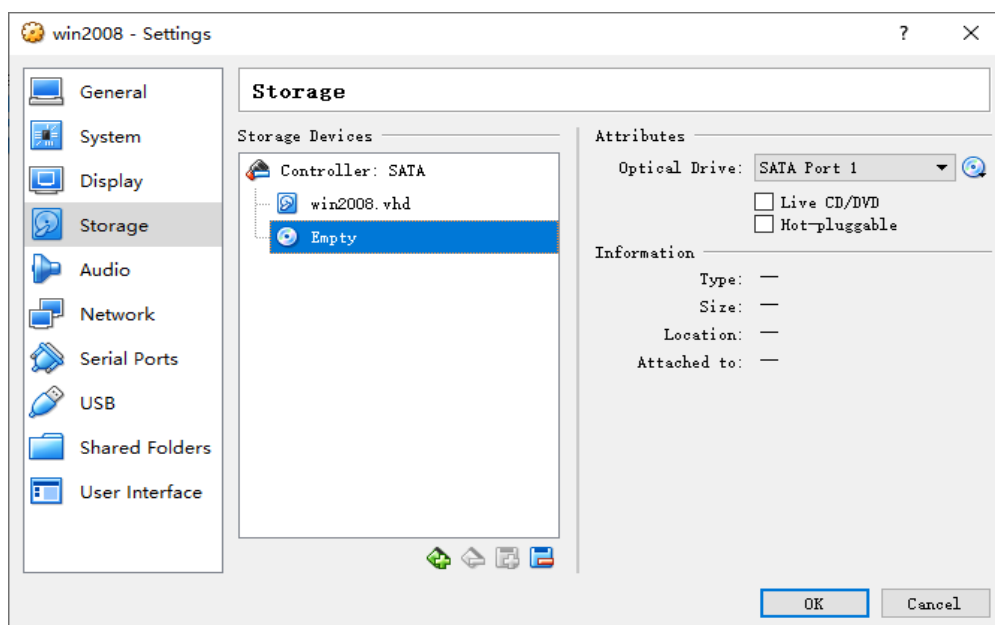 win2008 - Settings
?
General
System
Display
Storage
Audio
Network
Serial Ports
USB
Shared Folders
User Interface
Storage
Storage Devices
Controller: SATA
win2008.vhd
Empty
Attributes
Optical Drive: SATA Port 1
Live CD/DVD
Hot-pluggable
Information
Type: —
Size: —
Location: —
Attached to: —
OK Cancel